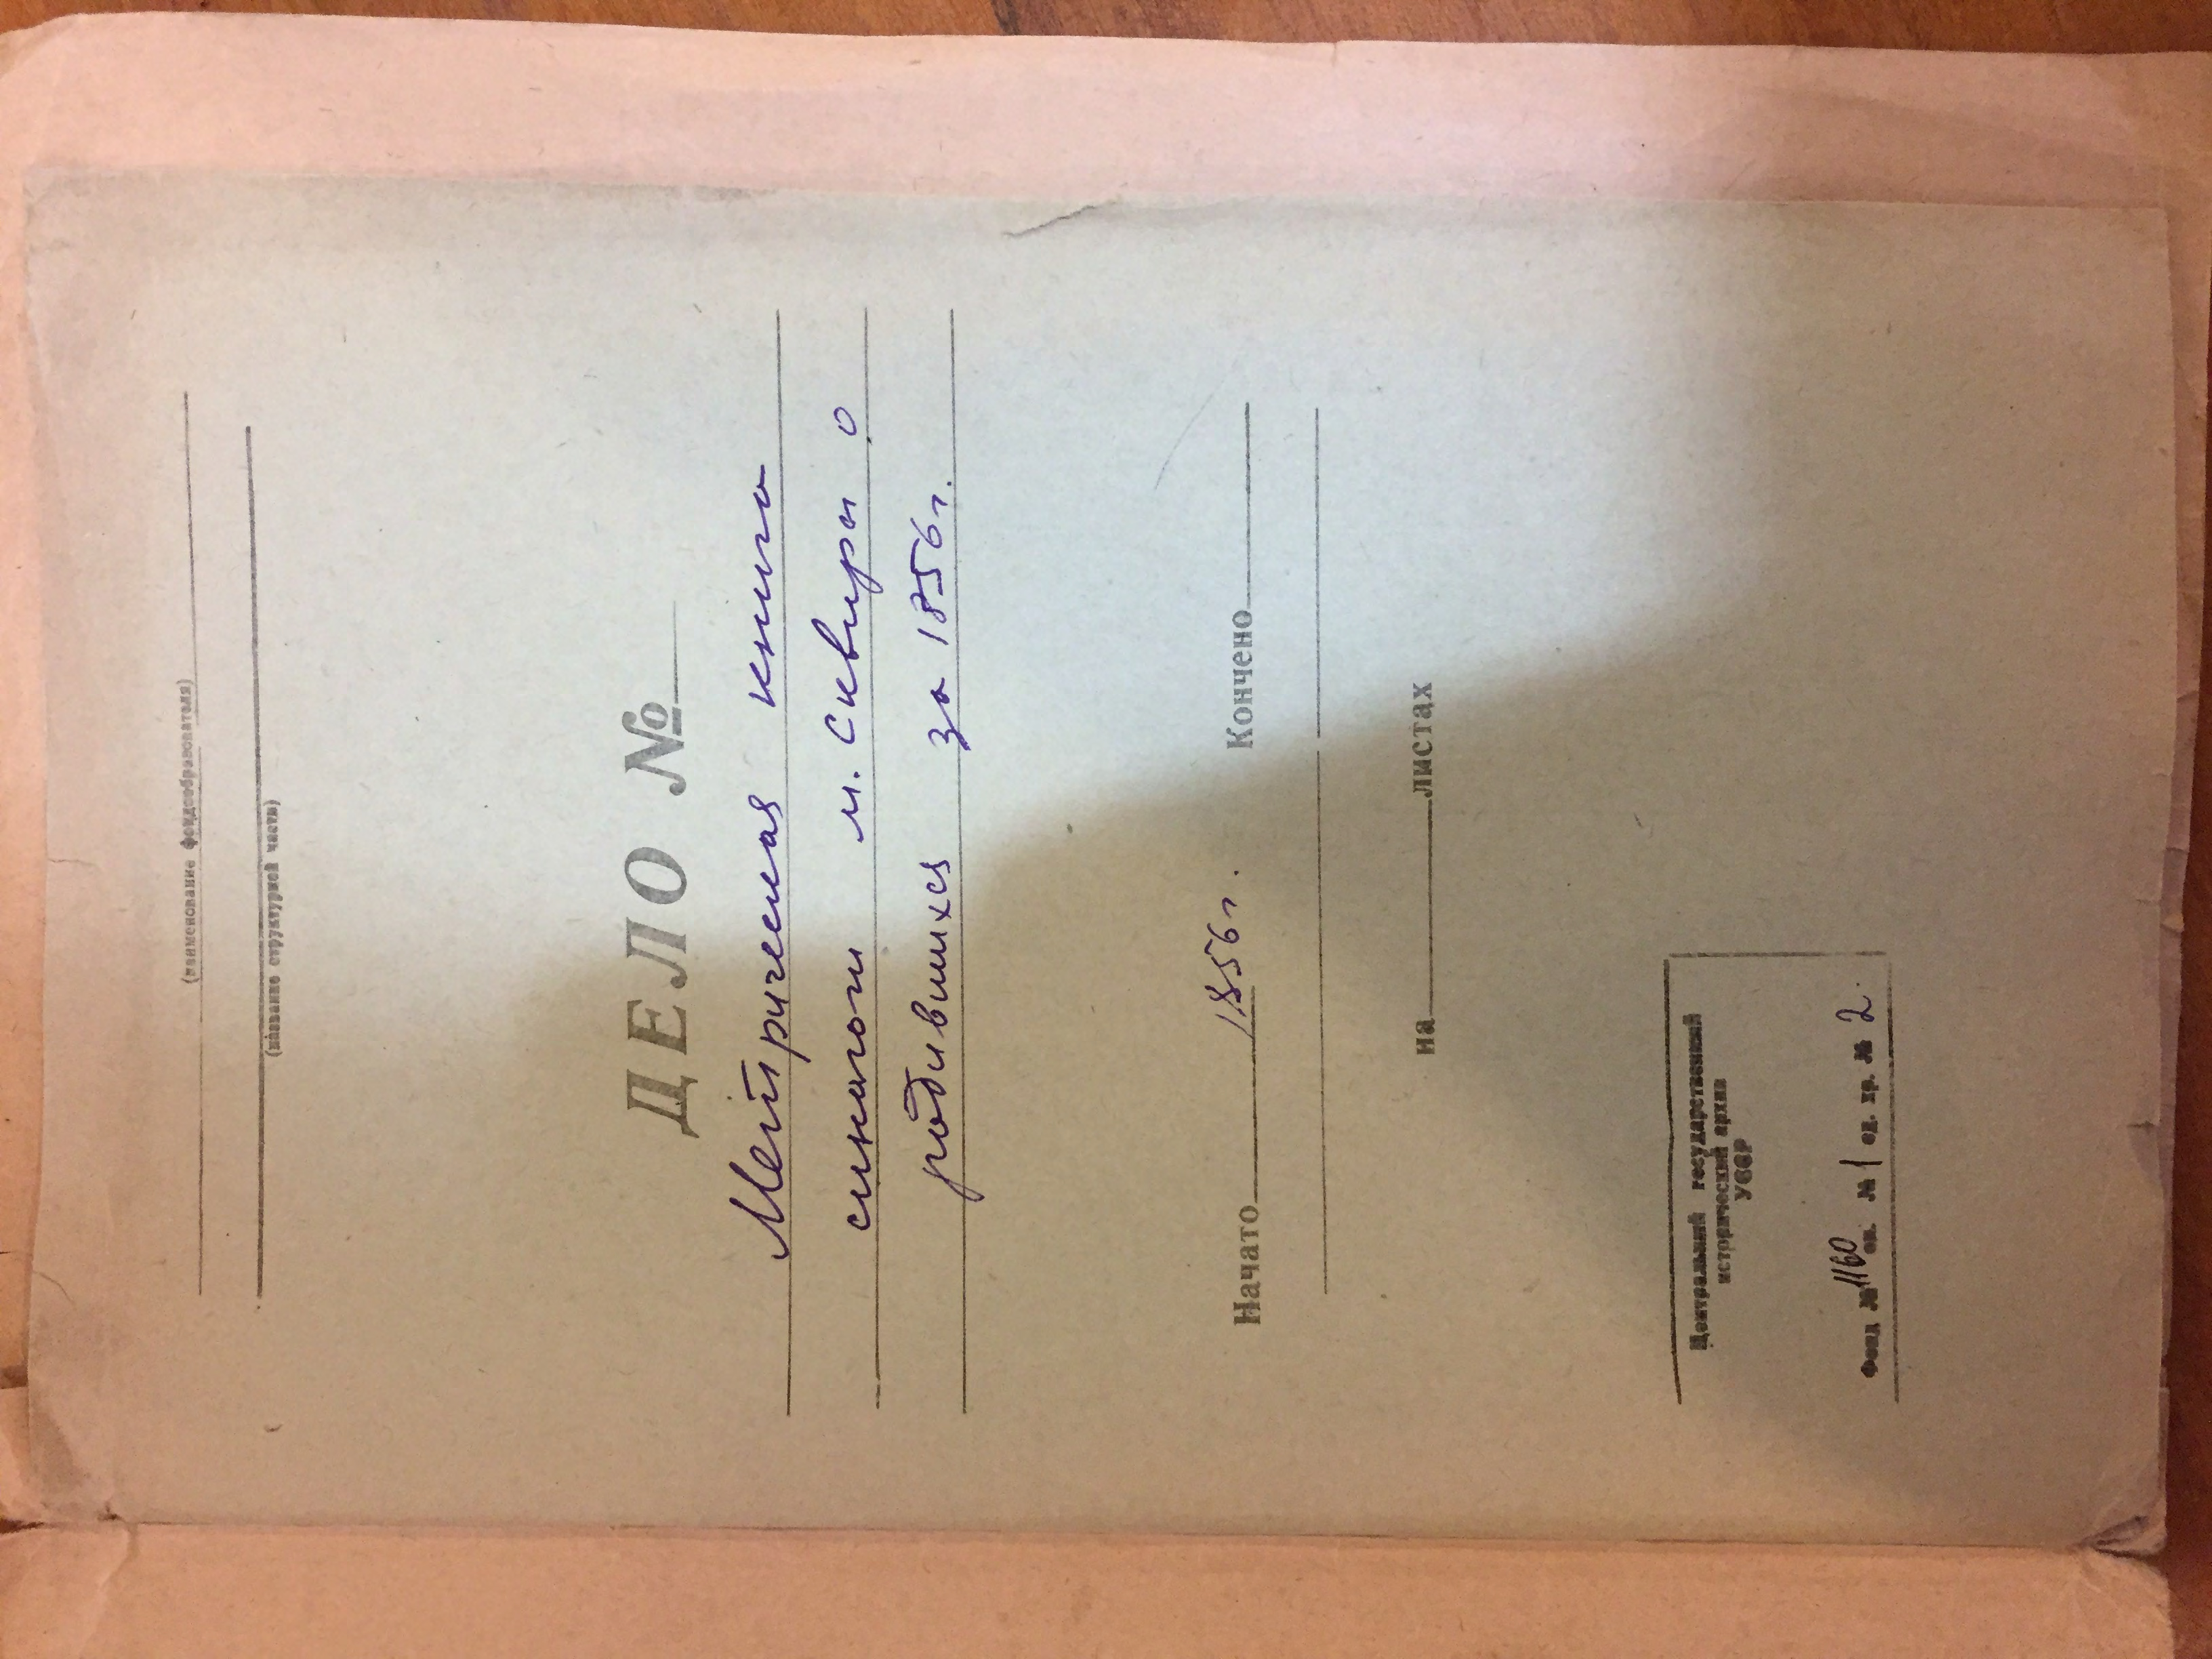 (наименование фондообразователя)
(название структурной части)
ДЕЛО №
Метрическая книга
синагоги м. Сквиры о
родившихся за 1856 г.
Начато 1856 г. Кончено
на листах
Центральний государственный
исторический архив
УССР
Фонд № 1160 оп. № 1 ед. хр. № 2.